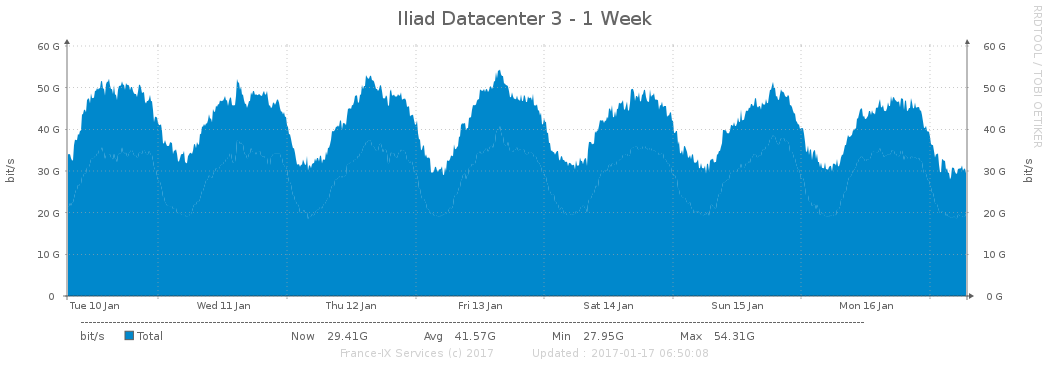 Iliad Datacenter 3 - 1 Week
RRDTOOL / TOBI OETIKER
60 G 60 G
50 G 50 G
40 G 40 G
30 G 30 G
20 G 20 G
10 G 10 G
0 0 G
bit/s
bit/s
Tue 10 Jan Wed 11 Jan Thu 12 Jan Fri 13 Jan Sat 14 Jan Sun 15 Jan Mon 16 Jan
bit/s Total Now 29.41G Avg 41.57G Min 27.95G Max 54.31G
France-IX Services (c) 2017 Updated : 2017-01-17 06:50:08